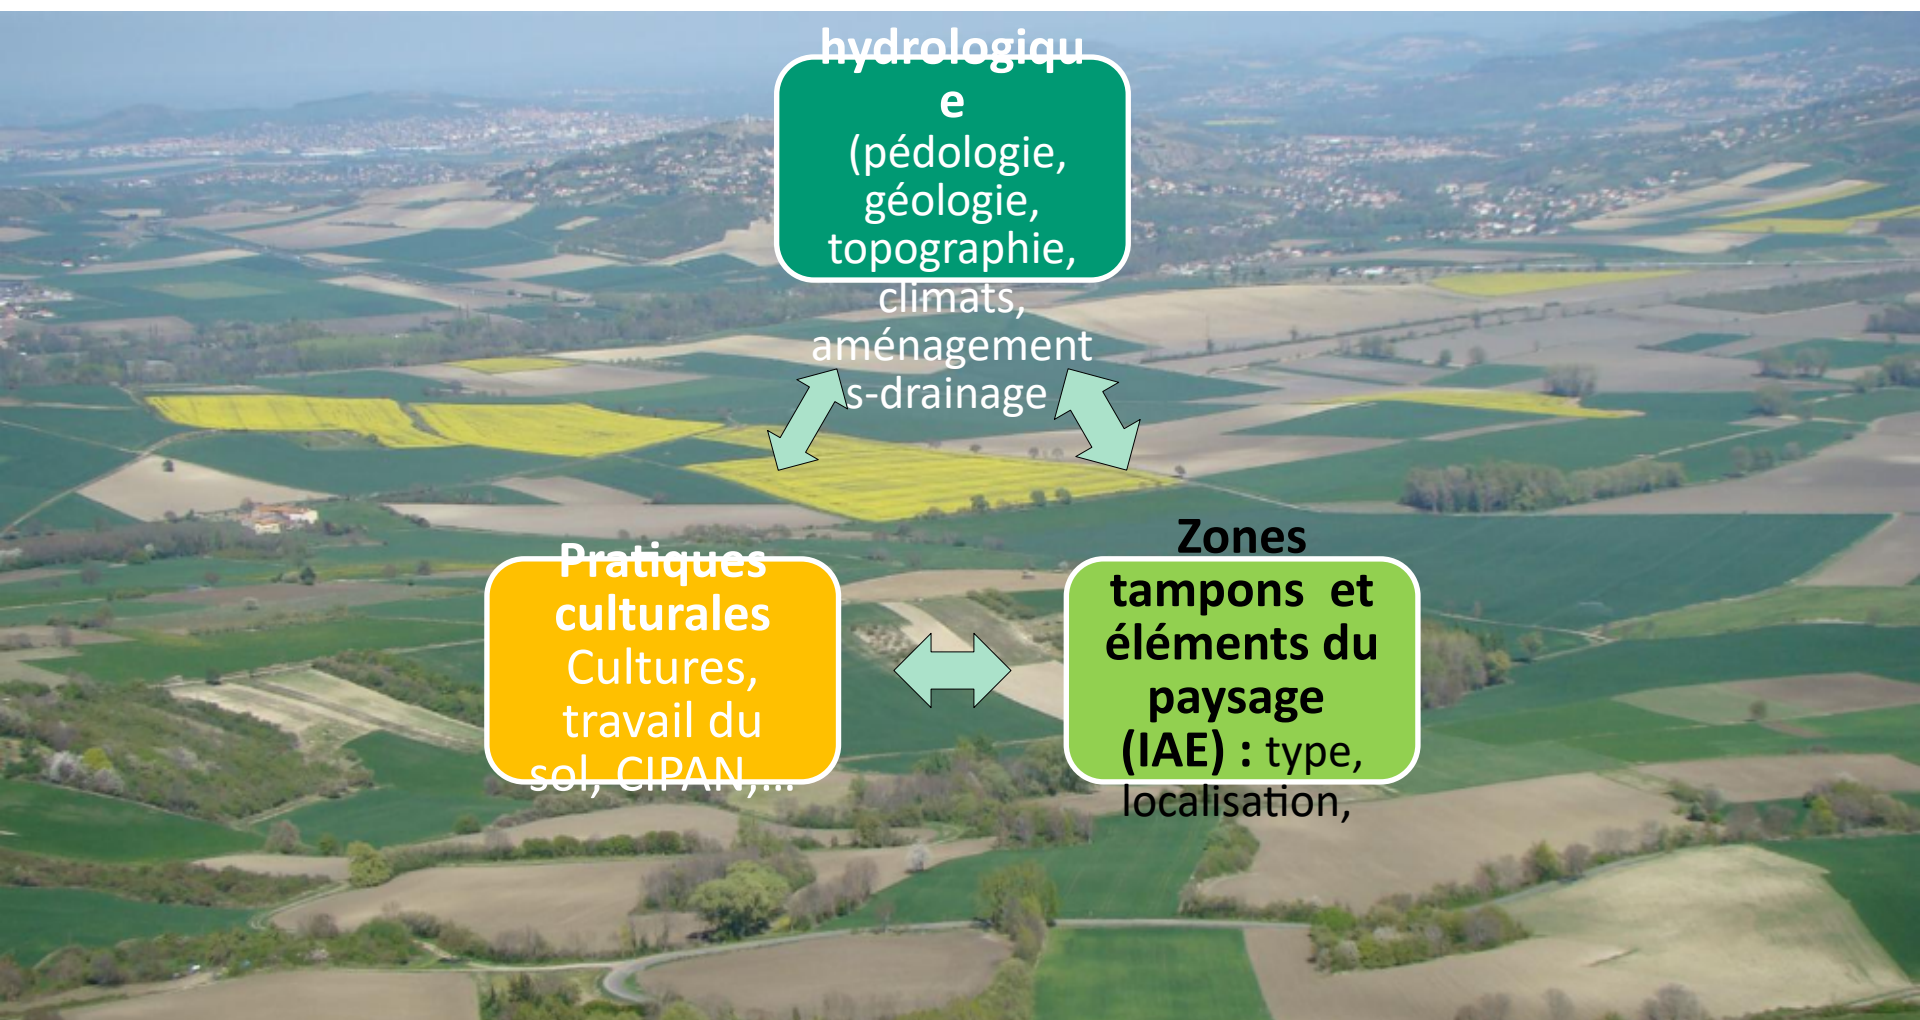 hydrologiqu
e
(pédologie,
géologie,
topographie,
climats,
aménagement
s-drainage
Pratiques
culturales
Cultures,
travail du
sol, CIPAN,...
Zones
tampons et
éléments du
paysage
(IAE) : type,
localisation,